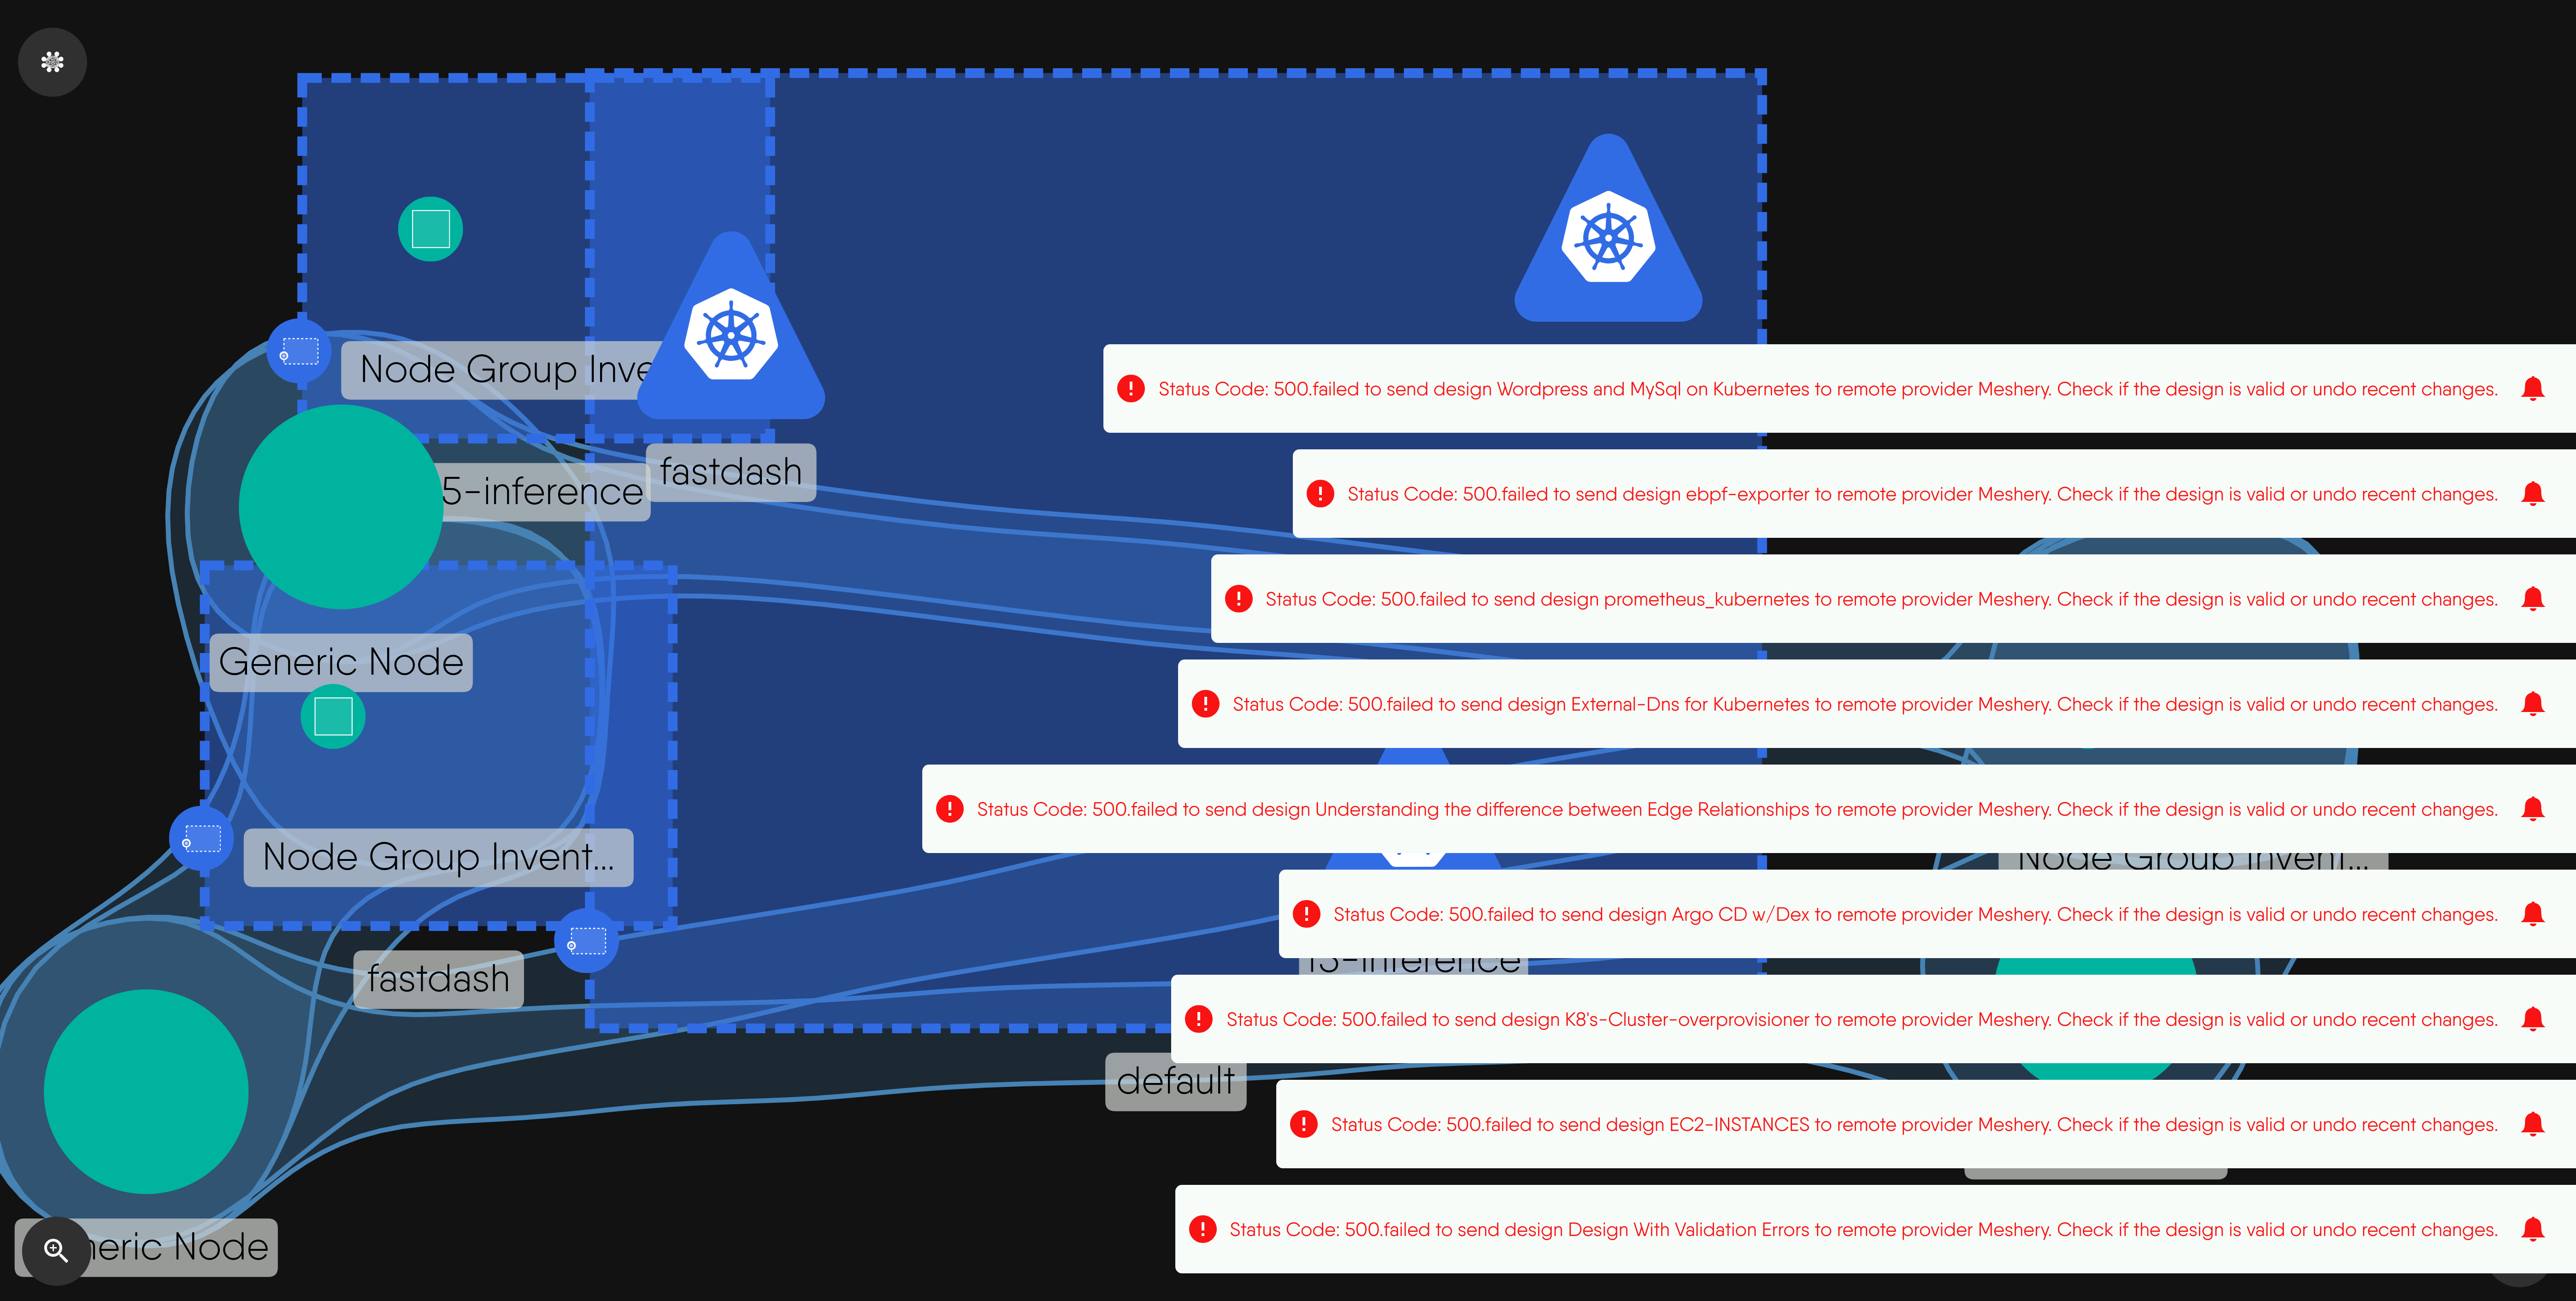 Node Group Inve
5-inference
fastdash
Generic Node
Node Group Invent...
fastdash
default
neric Node
Status Code: 500.failed to send design Wordpress and MySql on Kubernetes to remote provider Meshery. Check if the design is valid or undo recent changes.
Status Code: 500.failed to send design ebpf-exporter to remote provider Meshery. Check if the design is valid or undo recent changes.
Status Code: 500.failed to send design prometheus_kubernetes to remote provider Meshery. Check if the design is valid or undo recent changes.
Status Code: 500.failed to send design External-Dns for Kubernetes to remote provider Meshery. Check if the design is valid or undo recent changes.
Status Code: 500.failed to send design Understanding the difference between Edge Relationships to remote provider Meshery. Check if the design is valid or undo recent changes.
Node Group Invent...
Status Code: 500.failed to send design Argo CD w/Dex to remote provider Meshery. Check if the design is valid or undo recent changes.
Status Code: 500.failed to send design K8's-Cluster-overprovisioner to remote provider Meshery. Check if the design is valid or undo recent changes.
Status Code: 500.failed to send design EC2-INSTANCES to remote provider Meshery. Check if the design is valid or undo recent changes.
Status Code: 500.failed to send design Design With Validation Errors to remote provider Meshery. Check if the design is valid or undo recent changes.